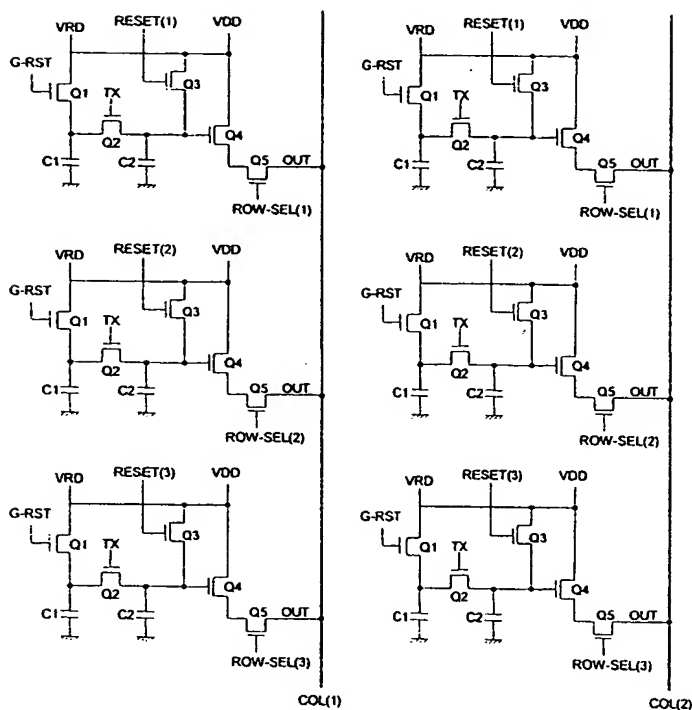 RESET(1)
VRD
VDD
G-RST
Q1
TX
Q3
Q2
Q4
C1
C2
Q5
OUT
ROW-SEL(1)
RESET(1)
VRD
VDD
G-RST
Q1
TX
Q3
Q2
Q4
C1
C2
Q5
OUT
ROW-SEL(1)
RESET(2)
VRD
VDD
G-RST
Q1
TX
Q3
Q2
Q4
C1
C2
Q5
OUT
ROW-SEL(2)
RESET(2)
VRD
VDD
G-RST
Q1
TX
Q3
Q2
Q4
C1
C2
Q5
OUT
ROW-SEL(2)
RESET(3)
VRD
VDD
G-RST
Q1
TX
Q3
Q2
Q4
C1
C2
Q5
OUT
ROW-SEL(3)
RESET(3)
VRD
VDD
G-RST
Q1
TX
Q3
Q2
Q4
C1
C2
Q5
OUT
ROW-SEL(3)
COL(1)
COL(2)